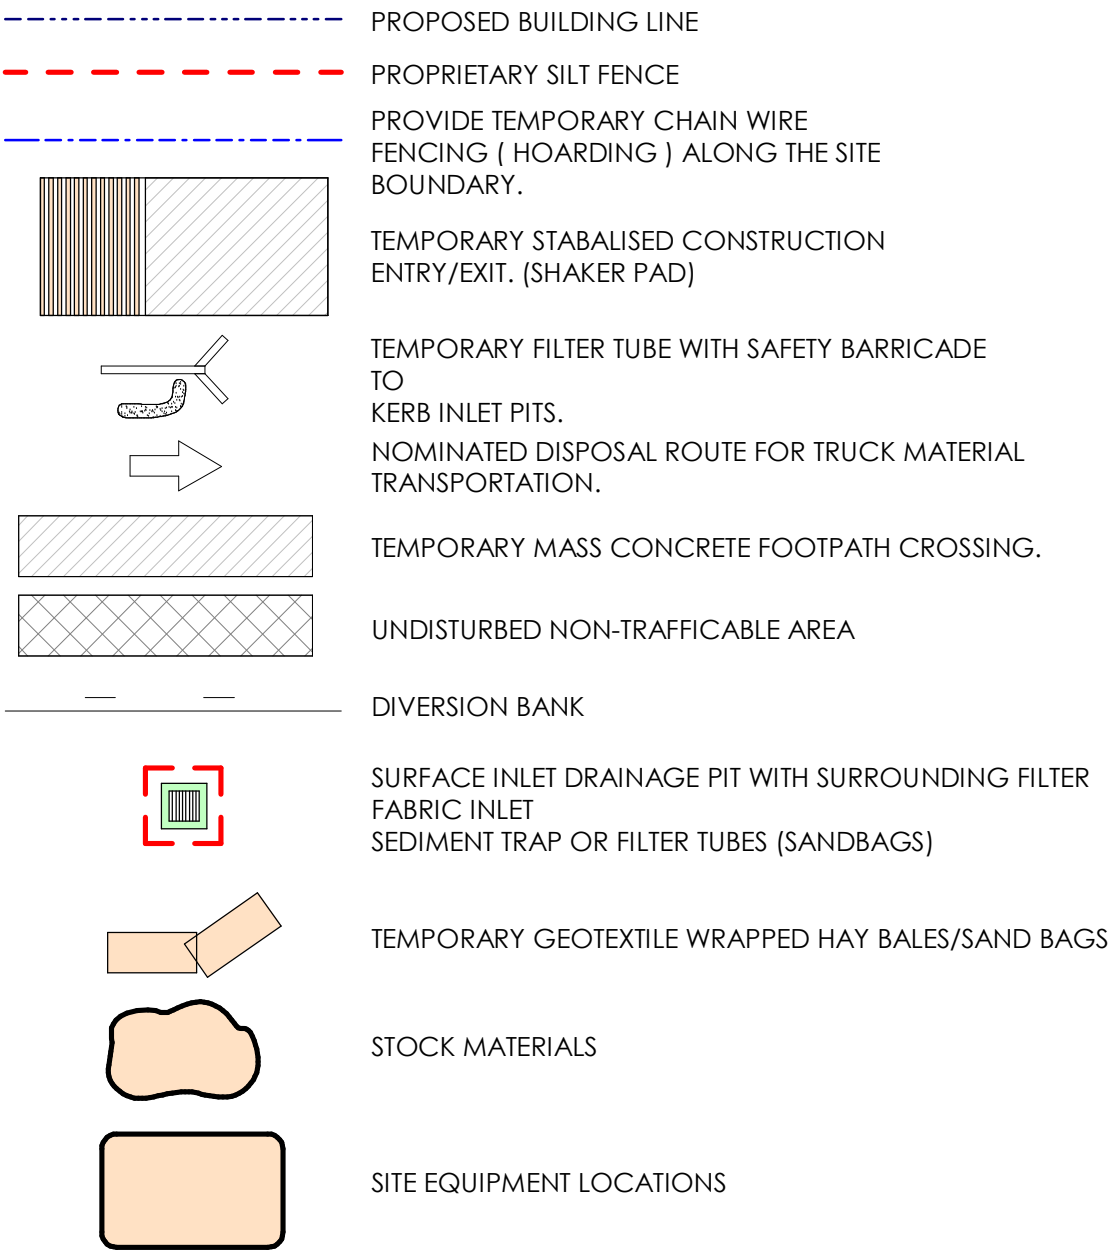 PROPOSED BUILDING LINE
PROPRIETARY SILT FENCE
PROVIDE TEMPORARY CHAIN WIRE
FENCING ( HOARDING ) ALONG THE SITE
BOUNDARY.
TEMPORARY STABALISED CONSTRUCTION
ENTRY/EXIT. (SHAKER PAD)
TEMPORARY FILTER TUBE WITH SAFETY BARRICADE
TO
KERB INLET PITS.
NOMINATED DISPOSAL ROUTE FOR TRUCK MATERIAL
TRANSPORTATION.
TEMPORARY MASS CONCRETE FOOTPATH CROSSING.
UNDISTURBED NON-TRAFFICABLE AREA
DIVERSION BANK
SURFACE INLET DRAINAGE PIT WITH SURROUNDING FILTER
FABRIC INLET
SEDIMENT TRAP OR FILTER TUBES (SANDBAGS)
TEMPORARY GEOTEXTILE WRAPPED HAY BALES/SAND BAGS
STOCK MATERIALS
SITE EQUIPMENT LOCATIONS